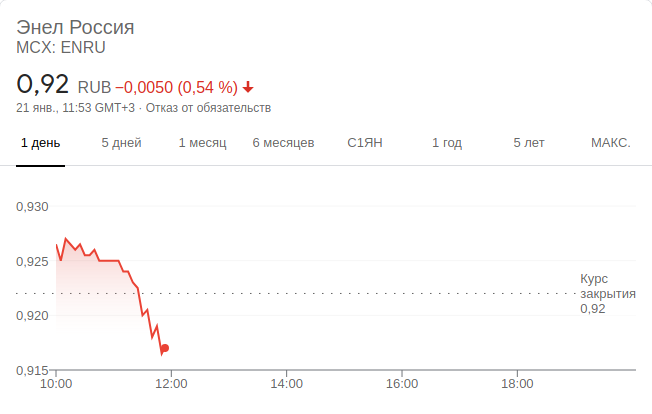 Энел Россия
MCX: ENRU
0,92 RUB −0,0050 (0,54 %)
21 янв., 11:53 GMT+3 · Отказ от обязательств
1 день 5 дней 1 месяц 6 месяцев С1ЯН 1 год 5 лет МАКС.
0,930
0,925
Курс
закрытия
0,92
0,920
0,915
10:00 12:00 14:00 16:00 18:00